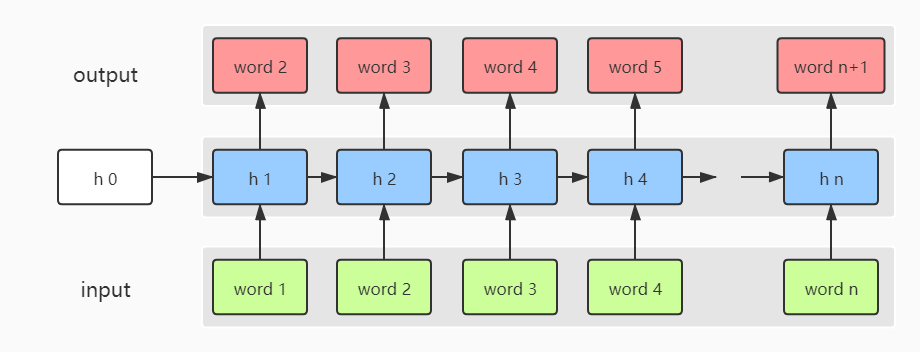 output
word 2
word 3
word 4
word 5
word n+1
h 0
h 1
h 2
h 3
h 4
h n
input
word 1
word 2
word 3
word 4
word n